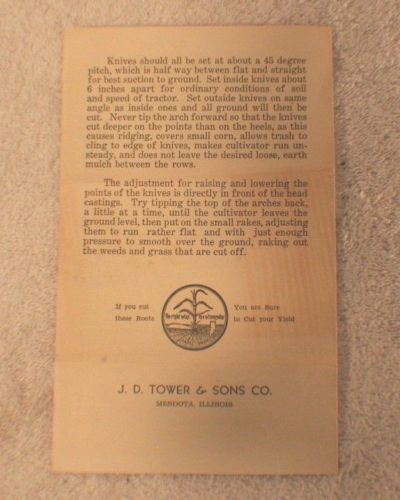 Knives should all be set at about a 45 degree
pitch, which is half way between flat and straight
for best suction to ground. Set inside knives about
6 inches apart for ordinary conditions of soil
and speed of tractor. Set outside knives on same
angle as inside ones and all ground will then be
cut. Never tip the arch forward so that the knives
cut deeper on the points than on the heels, as this
causes ridging, covers small corn, allows trash to
cling to edge of knives, makes cultivator run un-
steady, and does not leave the desired loose, earth
mulch between the rows.
The adjustment for raising and lowering the
points of the knives is directly in front of the head
castings. Try tipping the top of the arches back,
a little at a time, until the cultivator leaves the
ground level, then put on the small rakes, adjusting
them to run rather flat and with just enough
pressure to smooth over the ground, raking out
the weeds and grass that are cut off.
If you cut
these Roots
You are Sure
to Cut your Yield
J. D. TOWER & SONS CO.
MENDOTA, ILLINOIS